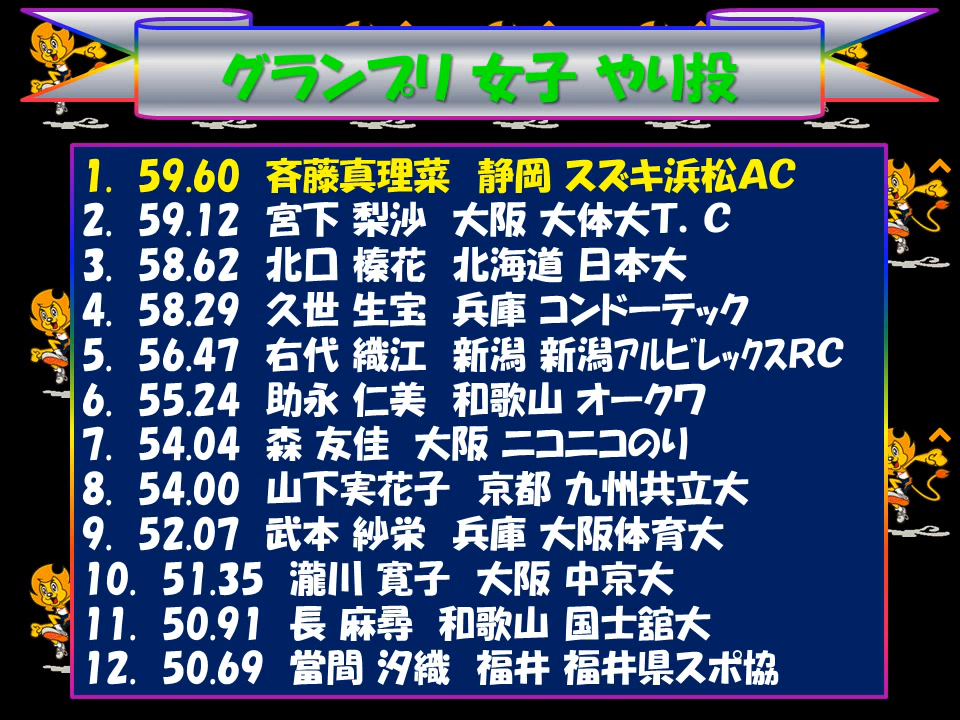 グランプリ 女子 やり投
1. 59.60 斉藤真理菜 静岡 スズキ浜松AC
2. 59.12 宮下 梨沙 大阪 大体大T.C
3. 58.62 北口 榛花 北海道 日本大
4. 58.29 久世 生宝 兵庫 コンドーテック
5. 56.47 右代 織江 新潟 新潟ｱﾙﾋﾞﾚｯｸｽRC
6. 55.24 助永 仁美 和歌山 オークワ
7. 54.04 森 友佳 大阪 ニコニコのり
8. 54.00 山下実花子 京都 九州共立大
9. 52.07 武本 紗栄 兵庫 大阪体育大
10. 51.35 瀧川 寛子 大阪 中京大
11. 50.91 長 麻尋 和歌山 国士舘大
12. 50.69 當間 汐織 福井 福井県スポ協